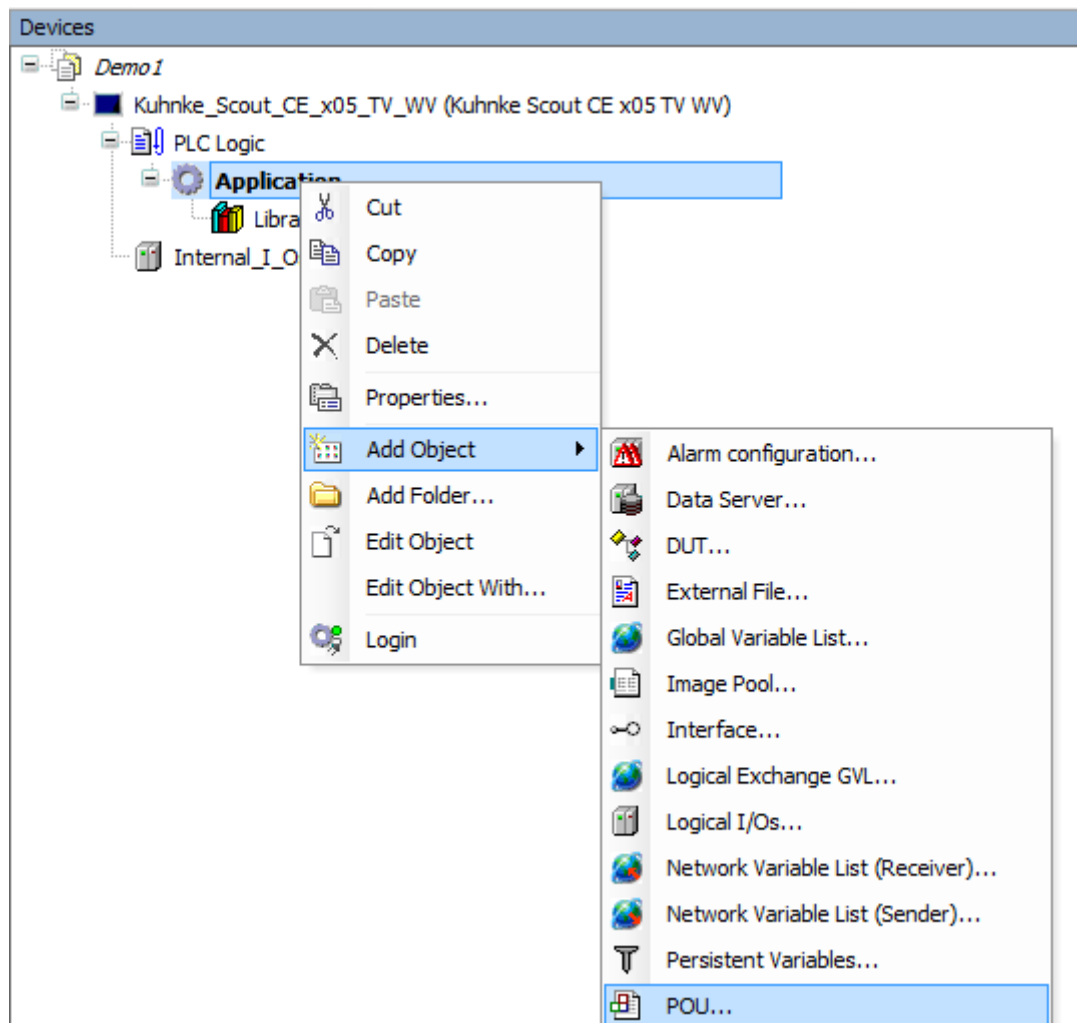 Devices
Demo1
Kuhnke_Scout_CE_x05_TV_WV (Kuhnke Scout CE x05 TV WV)
PLC Logic
Application
Libra
Internal_I_O
Cut
Copy
Paste
Delete
Properties...
Add Object
Add Folder...
Edit Object
Edit Object With...
Login
Alarm configuration...
Data Server...
DUT...
External File...
Global Variable List...
Image Pool...
Interface...
Logical Exchange GVL...
Logical I/Os...
Network Variable List (Receiver)...
Network Variable List (Sender)...
Persistent Variables...
POU...